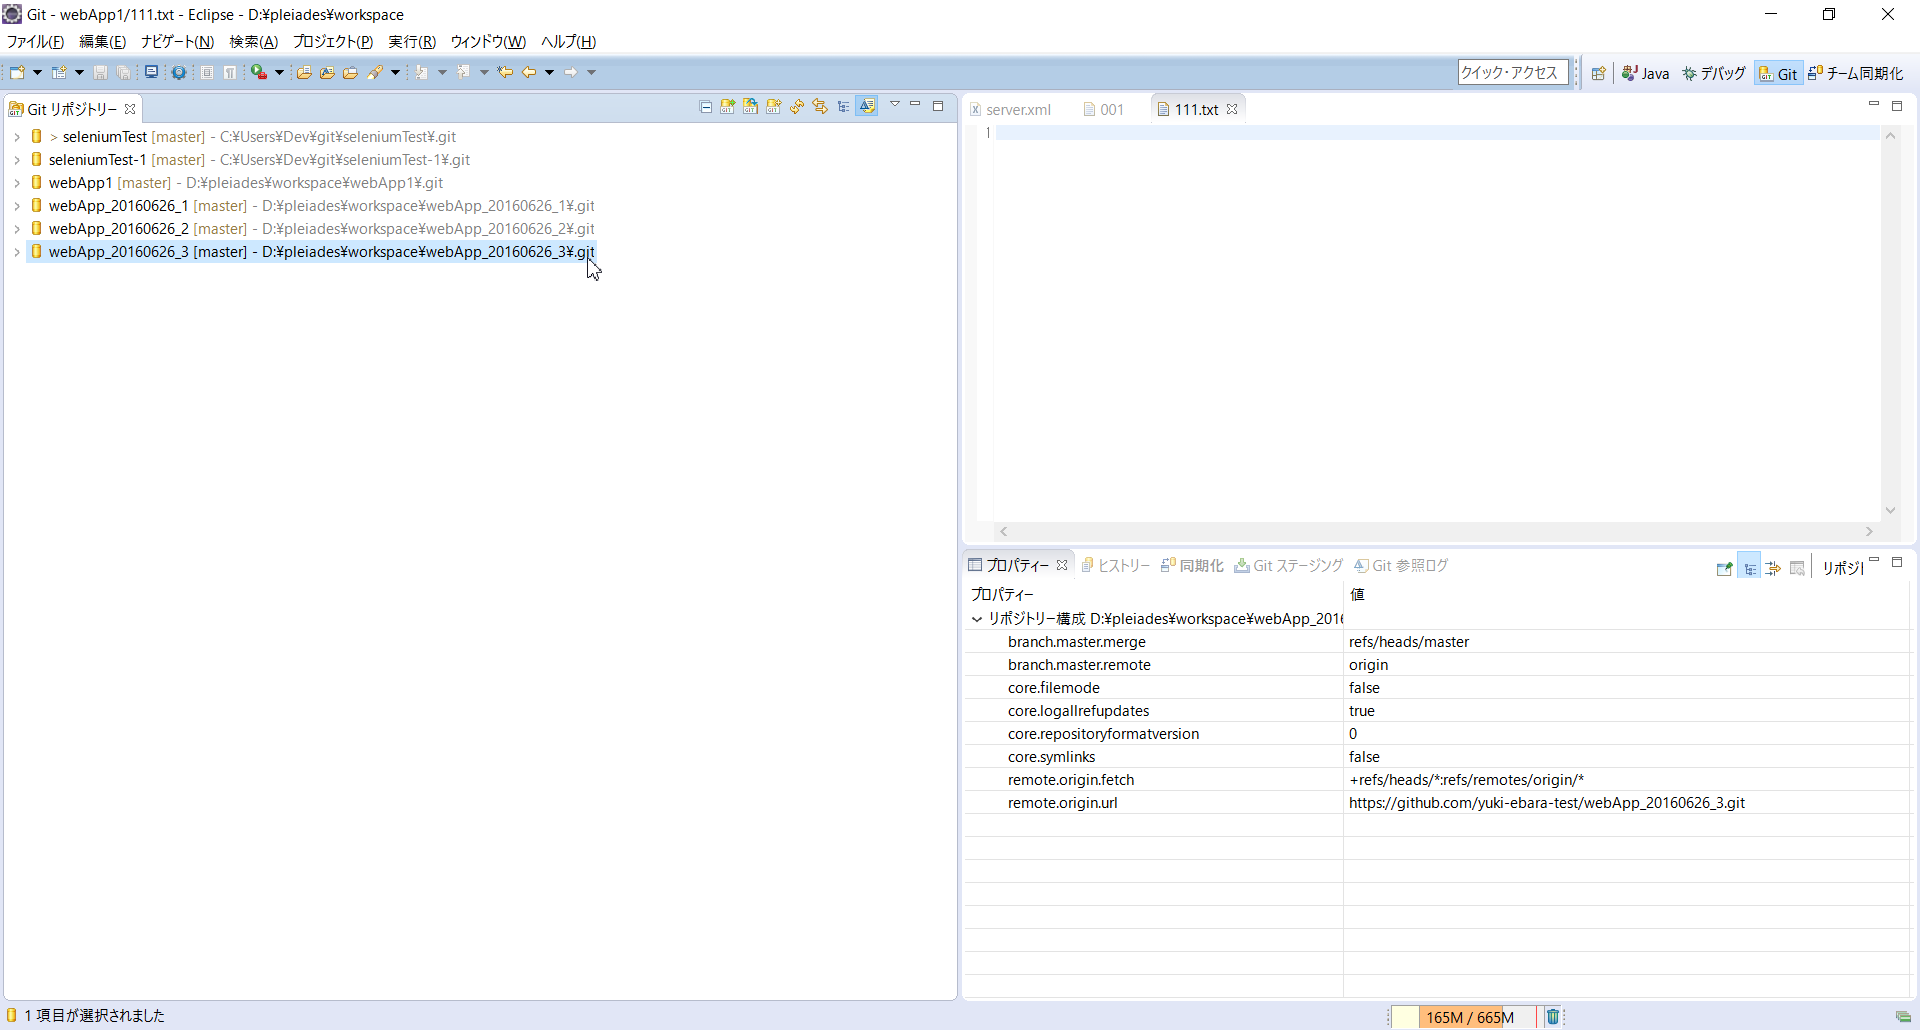 Git - webApp1/111.txt - Eclipse - D:¥pleiades¥workspace
ファイル(F) 編集(E) ナビゲート(N) 検索(A) プロジェクト(P) 実行(R) ウィンドウ(W) ヘルプ(H)
クイック・アクセス Java デバッグ Git チーム同期化
Git リポジトリー
> seleniumTest [master] - C:¥Users¥Dev¥git¥seleniumTest¥.git
seleniumTest-1 [master] - C:¥Users¥Dev¥git¥seleniumTest-1¥.git
webApp1 [master] - D:¥pleiades¥workspace¥webApp1¥.git
webApp_20160626_1 [master] - D:¥pleiades¥workspace¥webApp_20160626_1¥.git
webApp_20160626_2 [master] - D:¥pleiades¥workspace¥webApp_20160626_2¥.git
webApp_20160626_3 [master] - D:¥pleiades¥workspace¥webApp_20160626_3¥.git
server.xml 001 111.txt
1
プロパティー ヒストリー 同期化 Git ステージング Git 参照ログ リポジ
プロパティー 値
リポジトリー構成 D:¥pleiades¥workspace¥webApp_2016
branch.master.merge refs/heads/master
branch.master.remote origin
core.filemode false
core.logallrefupdates true
core.repositoryformatversion 0
core.symlinks false
remote.origin.fetch +refs/heads/*:refs/remotes/origin/*
remote.origin.url https://github.com/yuki-ebara-test/webApp_20160626_3.git
1 項目が選択されました
165M / 665M